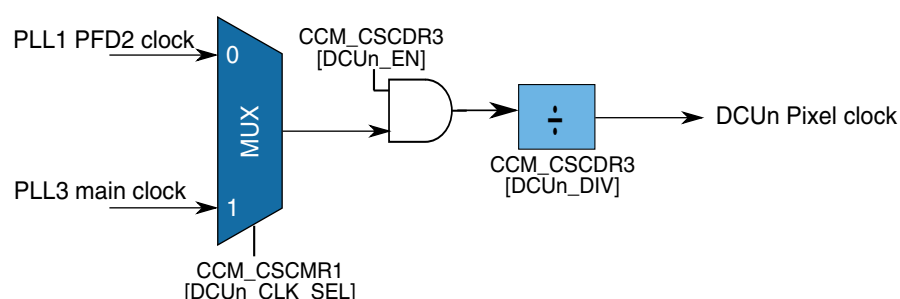 PLL1 PFD2 clock
0
CCM_CSCDR3
[DCUn_EN]
MUX
÷
DCUn Pixel clock
CCM_CSCDR3
[DCUn_DIV]
PLL3 main clock
1
CCM_CSCMR1
[DCUn_CLK_SEL]